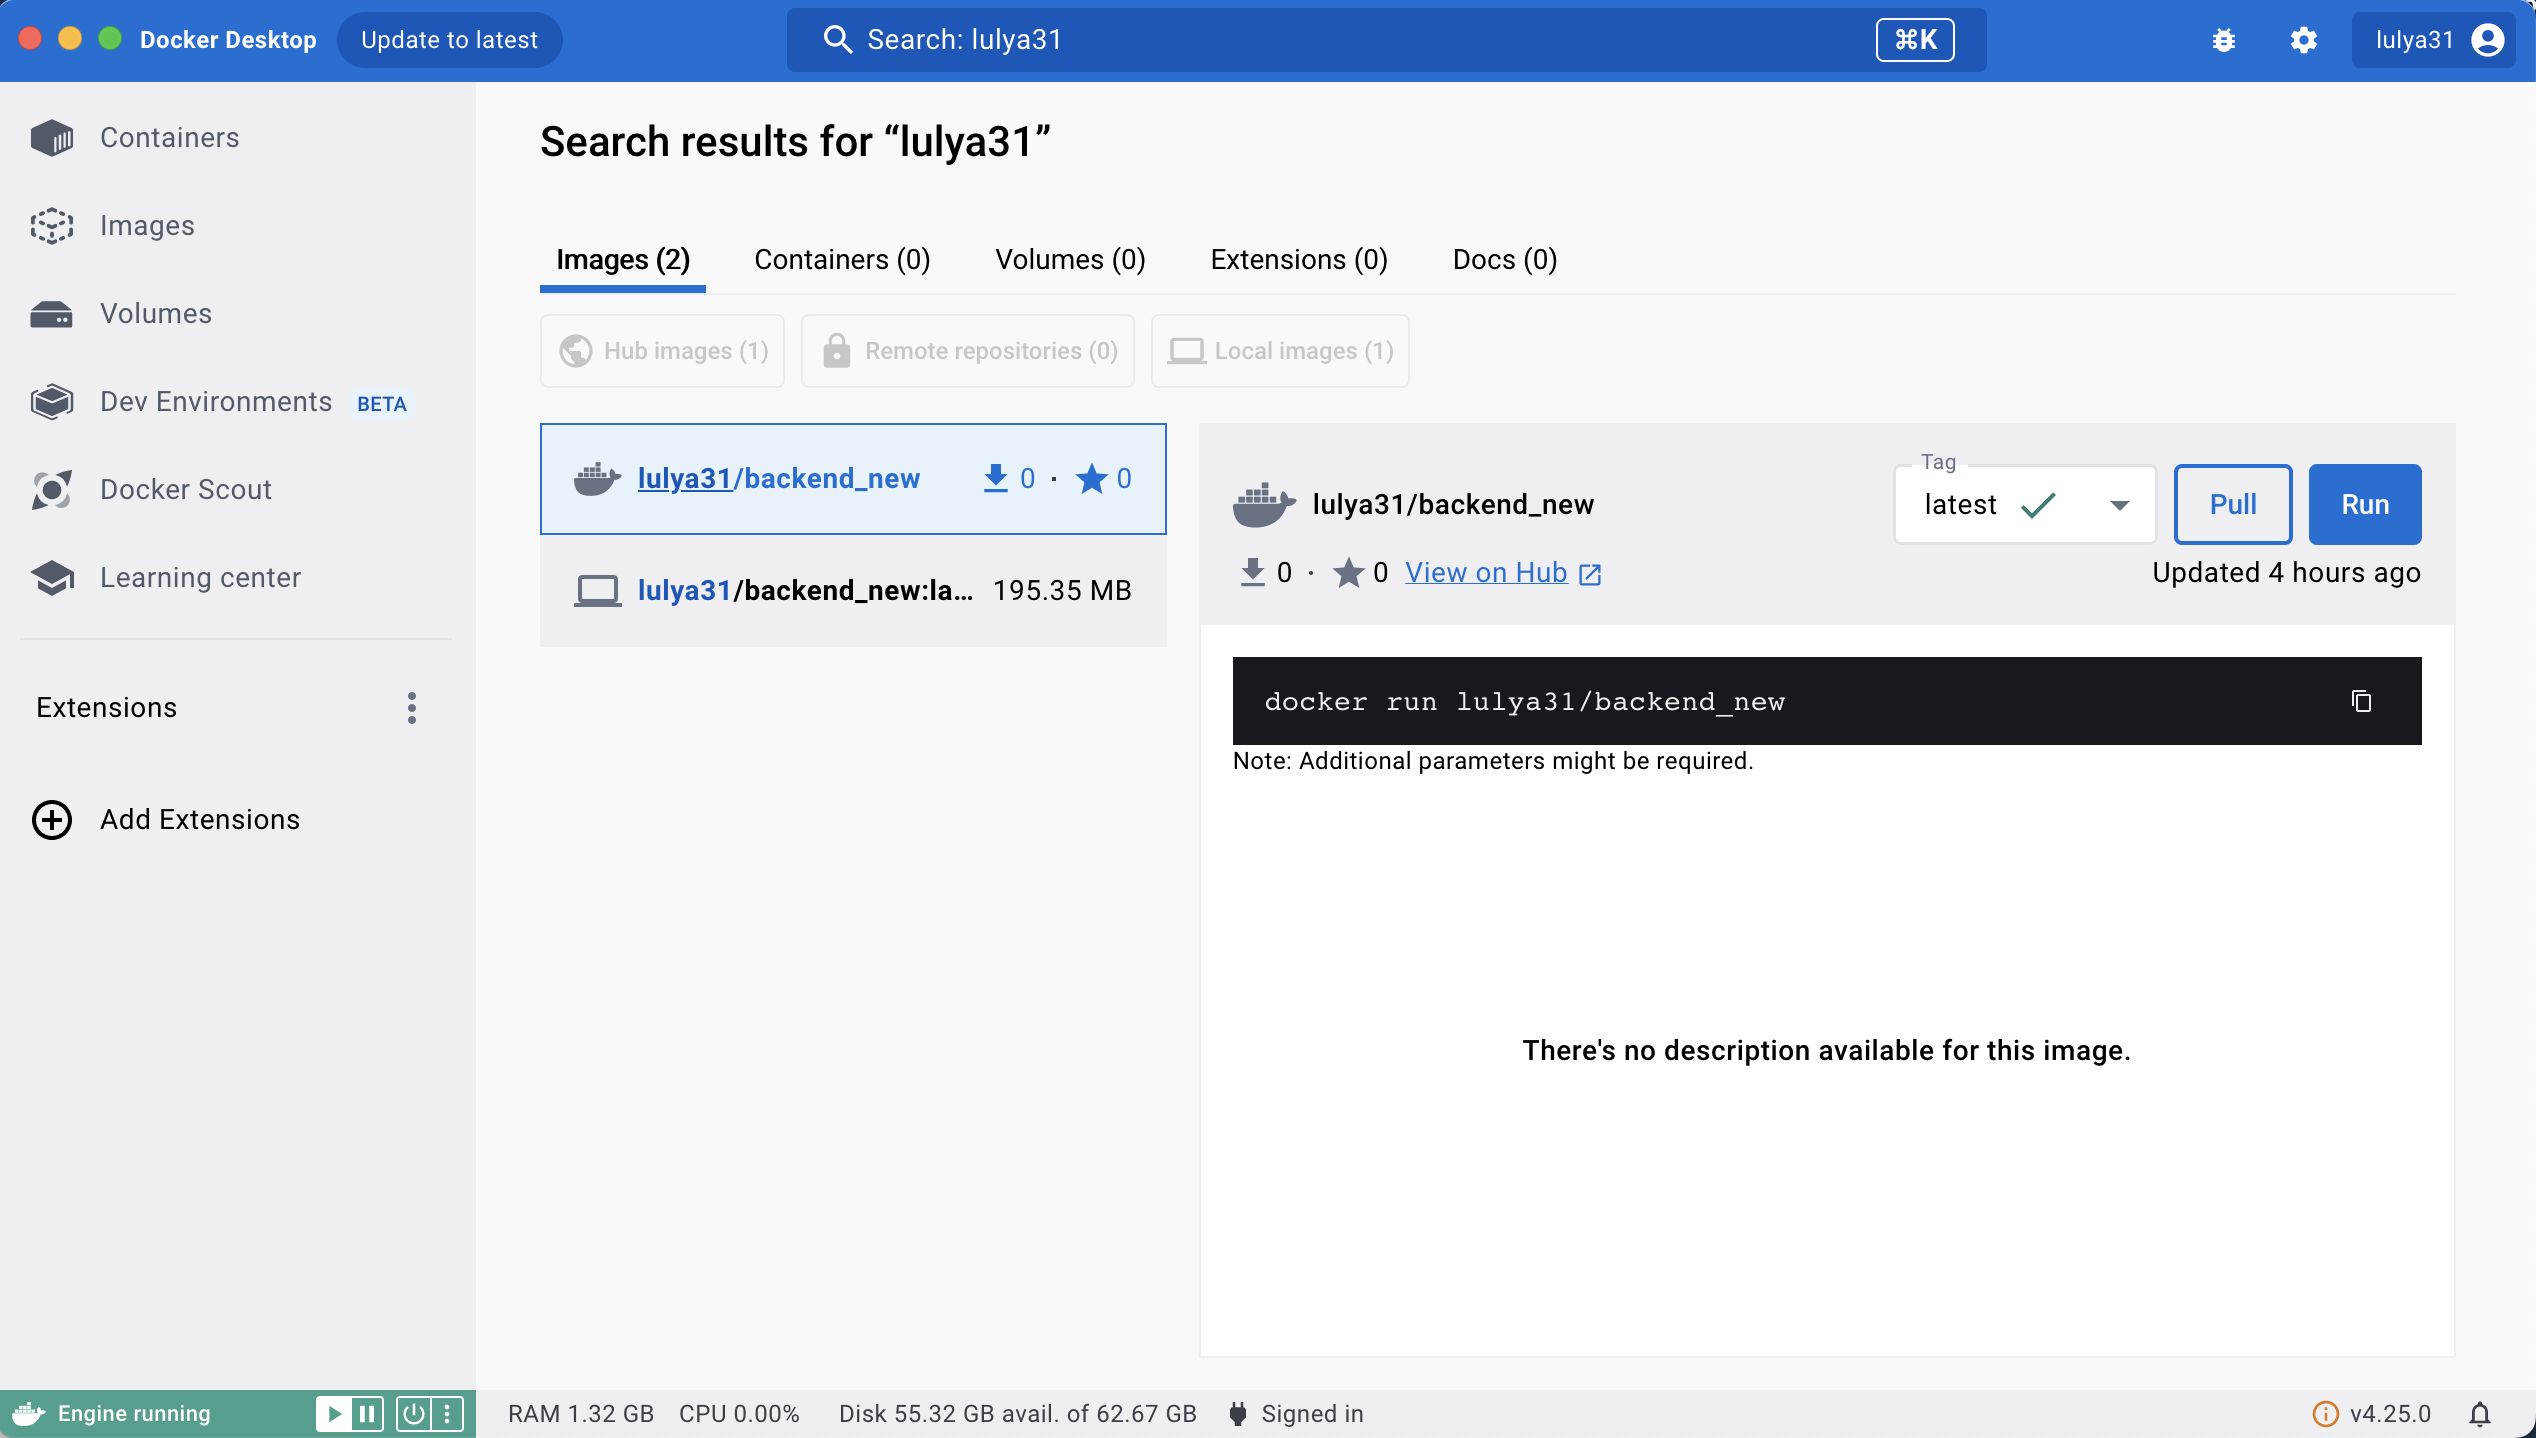 Docker Desktop
Update to latest
Search: lulya31
⌘K
lulya31
Containers
Images
Volumes
Dev Environments BETA
Docker Scout
Learning center
Extensions
Add Extensions
Search results for “lulya31”
Images (2)
Containers (0)
Volumes (0)
Extensions (0)
Docs (0)
Hub images (1)
Remote repositories (0)
Local images (1)
lulya31/backend_new 0 · 0
lulya31/backend_new:la... 195.35 MB
lulya31/backend_new
Tag
latest
Pull
Run
0 · 0 View on Hub
Updated 4 hours ago
docker run lulya31/backend_new
Note: Additional parameters might be required.
There's no description available for this image.
Engine running
RAM 1.32 GB CPU 0.00% Disk 55.32 GB avail. of 62.67 GB Signed in
v4.25.0